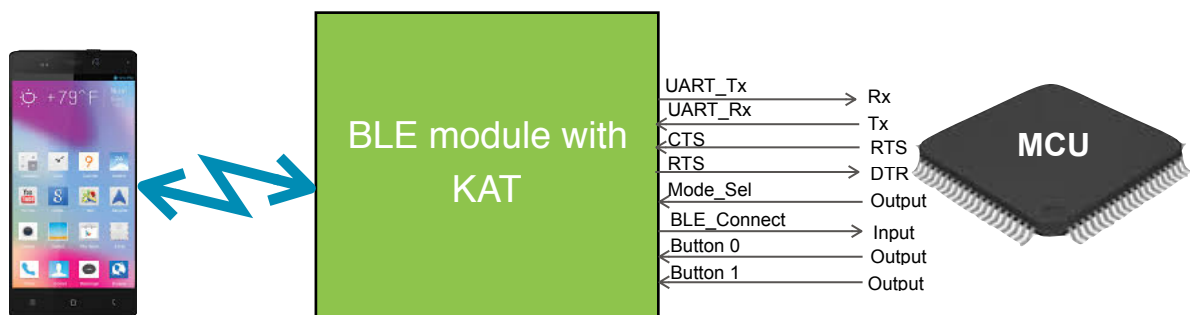 +79°F
BLE module with
KAT
UART_Tx
Rx
UART_Rx
Tx
CTS
RTS
RTS
DTR
Mode_Sel
Output
BLE_Connect
Input
Button 0
Output
Button 1
Output
MCU